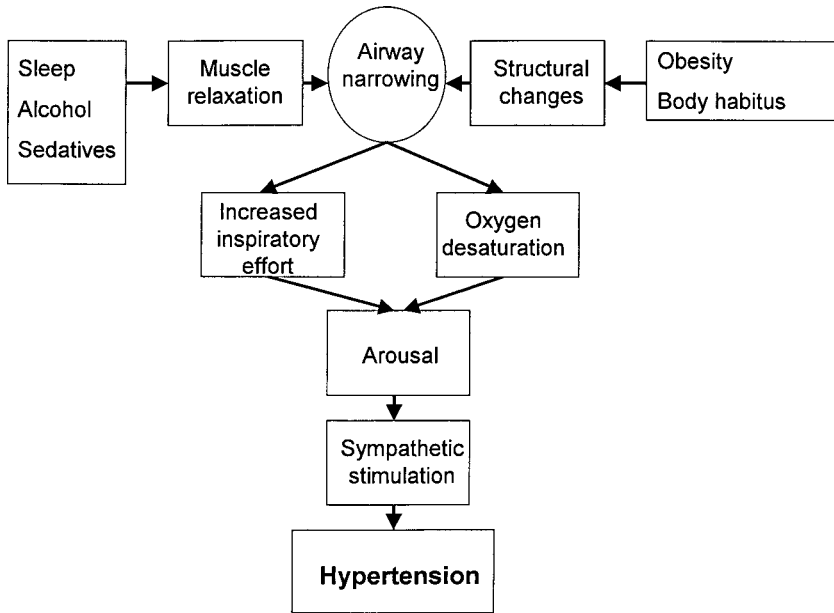 Sleep
Alcohol
Sedatives
Muscle
relaxation
Airway
narrowing
Structural
changes
Obesity
Body habitus
Increased
inspiratory
effort
Oxygen
desaturation
Arousal
Sympathetic
stimulation
Hypertension